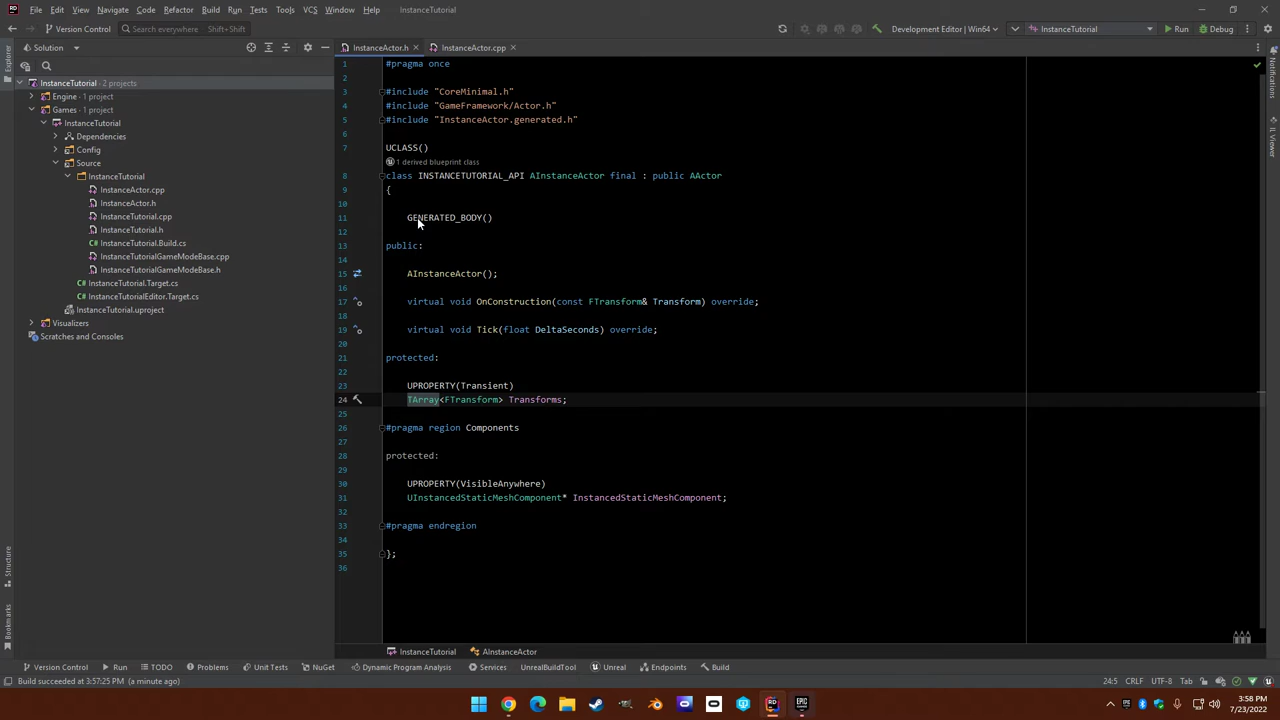 RD File Edit View Navigate Code Refactor Build Run Tests Tools VCS Window Help InstanceTutorial
Version Control Search everywhere Shift+Shift Development Editor | Win64 InstanceTutorial Run Debug
Explorer
Solution
InstanceTutorial · 2 projects
Engine · 1 project
Games · 1 project
InstanceTutorial
Dependencies
Config
Source
InstanceTutorial
InstanceActor.cpp
InstanceActor.h
InstanceTutorial.cpp
InstanceTutorial.h
C# InstanceTutorial.Build.cs
InstanceTutorialGameModeBase.cpp
InstanceTutorialGameModeBase.h
C# InstanceTutorial.Target.cs
C# InstanceTutorialEditor.Target.cs
InstanceTutorial.uproject
Visualizers
Scratches and Consoles
Structure
Bookmarks
InstanceActor.h InstanceActor.cpp
1 #pragma once
2
3 #include "CoreMinimal.h"
4 #include "GameFramework/Actor.h"
5 #include "InstanceActor.generated.h"
6
7 UCLASS()
1 derived blueprint class
8 class INSTANCETUTORIAL_API AInstanceActor final : public AActor
9 {
10
11 GENERATED_BODY()
12
13 public:
14
15 AInstanceActor();
16
17 virtual void OnConstruction(const FTransform& Transform) override;
18
19 virtual void Tick(float DeltaSeconds) override;
20
21 protected:
22
23 UPROPERTY(Transient)
24 TArray<FTransform> Transforms;
25
26 #pragma region Components
27
28 protected:
29
30 UPROPERTY(VisibleAnywhere)
31 UInstancedStaticMeshComponent* InstancedStaticMeshComponent;
32
33 #pragma endregion
34
35 };
36
Notifications
IL Viewer
InstanceTutorial AInstanceActor
Version Control Run TODO Problems Unit Tests NuGet Dynamic Program Analysis Services UnrealBuildTool Unreal Endpoints Build
Build succeeded at 3:57:25 PM (a minute ago) 24:5 CRLF UTF-8 Tab
RD EPIC
3:58 PM
7/23/2022